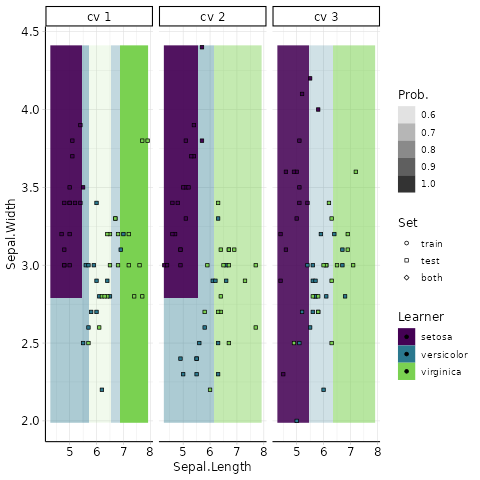 cv 1 cv 2 cv 3
4.5
4.0
3.5
3.0
2.5
2.0
Sepal.Width
5 6 7 8 5 6 7 8 5 6 7 8
Sepal.Length
Prob.
0.6
0.7
0.8
0.9
1.0
Set
train
test
both
Learner
setosa
versicolor
virginica